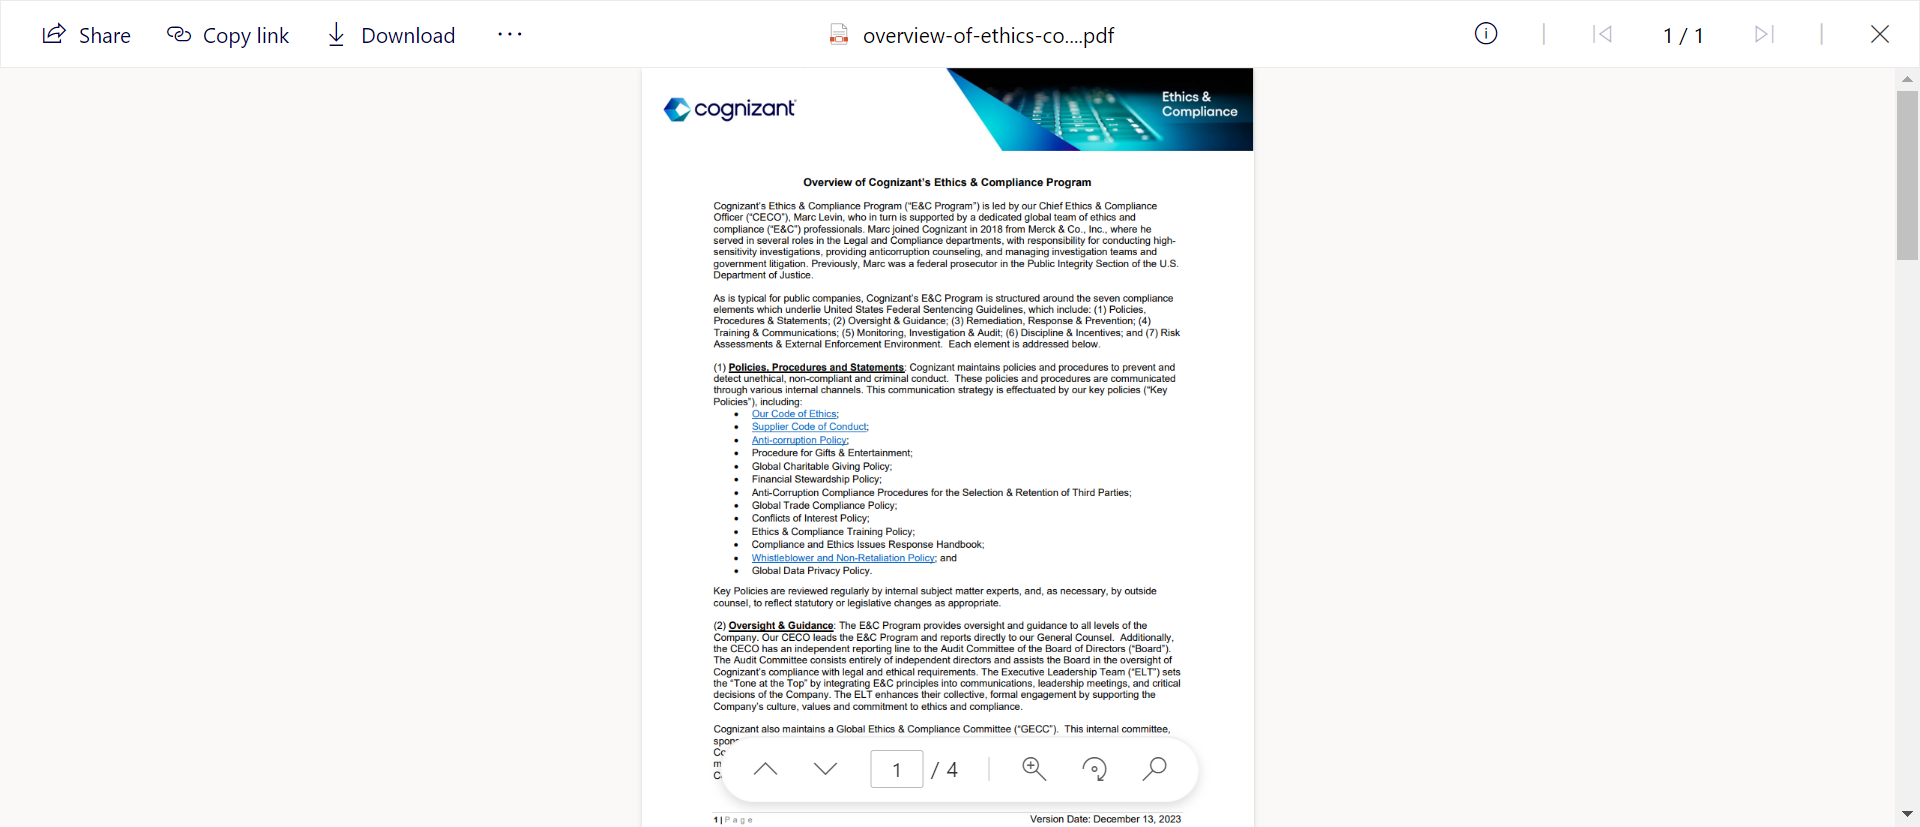 Share Copy link Download ··· overview-of-ethics-co....pdf 1 / 1
cognizant
Ethics &
Compliance
Overview of Cognizant's Ethics & Compliance Program
Cognizant's Ethics & Compliance Program ("E&C Program") is led by our Chief Ethics & Compliance
Officer ("CECO"), Marc Levin, who in turn is supported by a dedicated global team of ethics and
compliance ("E&C") professionals. Marc joined Cognizant in 2018 from Merck & Co., Inc., where he
served in several roles in the Legal and Compliance departments, with responsibility for conducting high-
sensitivity investigations, providing anticorruption counseling, and managing investigation teams and
government litigation. Previously, Marc was a federal prosecutor in the Public Integrity Section of the U.S.
Department of Justice.
As is typical for public companies, Cognizant's E&C Program is structured around the seven compliance
elements which underlie United States Federal Sentencing Guidelines, which include: (1) Policies,
Procedures & Statements; (2) Oversight & Guidance; (3) Remediation, Response & Prevention; (4)
Training & Communications; (5) Monitoring, Investigation & Audit; (6) Discipline & Incentives; and (7) Risk
Assessments & External Enforcement Environment. Each element is addressed below.
(1) Policies, Procedures and Statements: Cognizant maintains policies and procedures to prevent and
detect unethical, non-compliant and criminal conduct. These policies and procedures are communicated
through various internal channels. This communication strategy is effectuated by our key policies ("Key
Policies"), including:
• Our Code of Ethics;
• Supplier Code of Conduct;
• Anti-corruption Policy;
• Procedure for Gifts & Entertainment;
• Global Charitable Giving Policy;
• Financial Stewardship Policy;
• Anti-Corruption Compliance Procedures for the Selection & Retention of Third Parties;
• Global Trade Compliance Policy;
• Conflicts of Interest Policy;
• Ethics & Compliance Training Policy;
• Compliance and Ethics Issues Response Handbook;
• Whistleblower and Non-Retaliation Policy; and
• Global Data Privacy Policy.
Key Policies are reviewed regularly by internal subject matter experts, and, as necessary, by outside
counsel, to reflect statutory or legislative changes as appropriate.
(2) Oversight & Guidance: The E&C Program provides oversight and guidance to all levels of the
Company. Our CECO leads the E&C Program and reports directly to our General Counsel. Additionally,
the CECO has an independent reporting line to the Audit Committee of the Board of Directors ("Board").
The Audit Committee consists entirely of independent directors and assists the Board in the oversight of
Cognizant's compliance with legal and ethical requirements. The Executive Leadership Team ("ELT") sets
the "Tone at the Top" by integrating E&C principles into communications, leadership meetings, and critical
decisions of the Company. The ELT enhances their collective, formal engagement by supporting the
Company's culture, values and commitment to ethics and compliance.
Cognizant also maintains a Global Ethics & Compliance Committee ("GECC"). This internal committee,
1 / 4
1 | Page Version Date: December 13, 2023